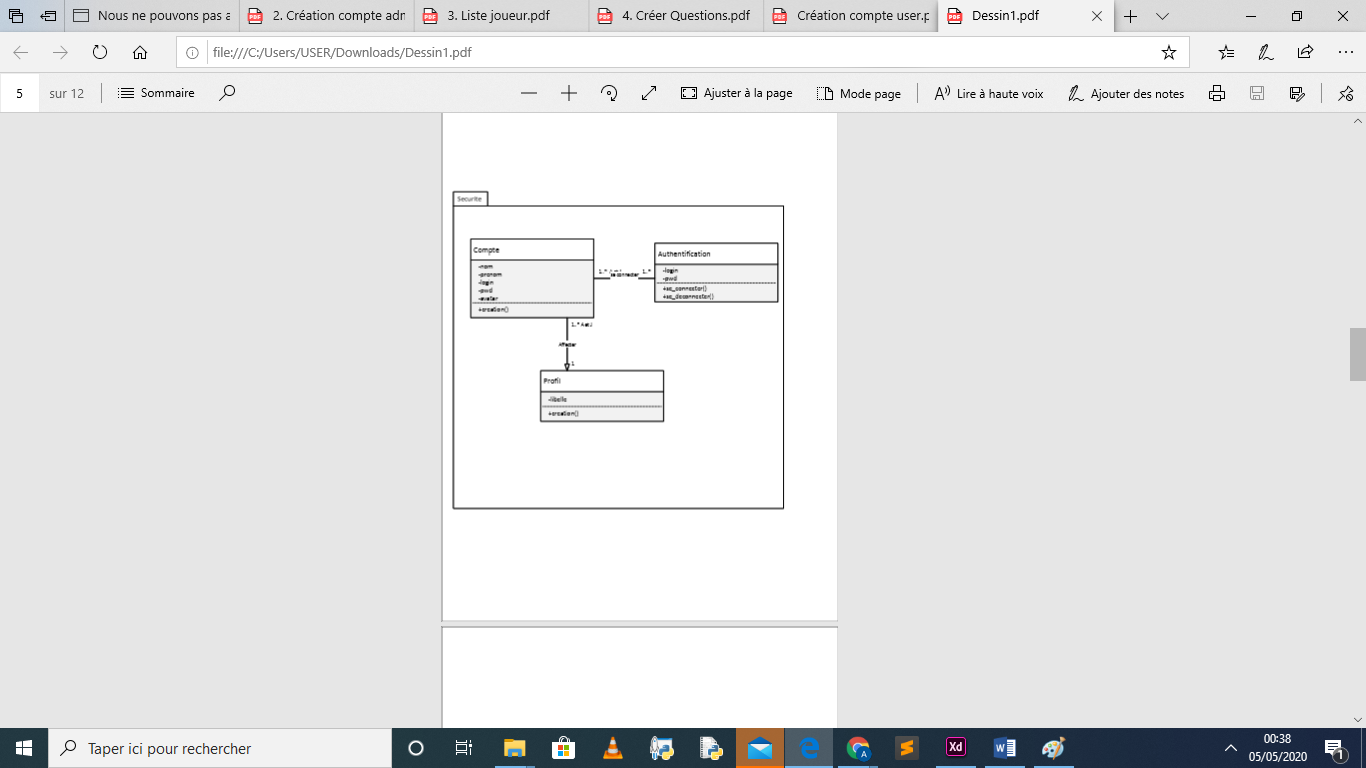 Nous ne pouvons pas a
2. Création compte adn
3. Liste joueur.pdf
4. Créer Questions.pdf
Création compte user.p
Dessin1.pdf
file:///C:/Users/USER/Downloads/Dessin1.pdf
5 sur 12 Sommaire Ajuster à la page Mode page Lire à haute voix Ajouter des notes
Securite
Compte
-nom
-prenom
-login
-pwd
-avatar
+creation()
1..* se connecter 1..*
Authentification
-login
-pwd
+se_connecter()
+se_deconnecter()
1..*
Affecter
1
Profil
-libelle
+creation()
Taper ici pour rechercher
A
Xd
00:38
05/05/2020
1